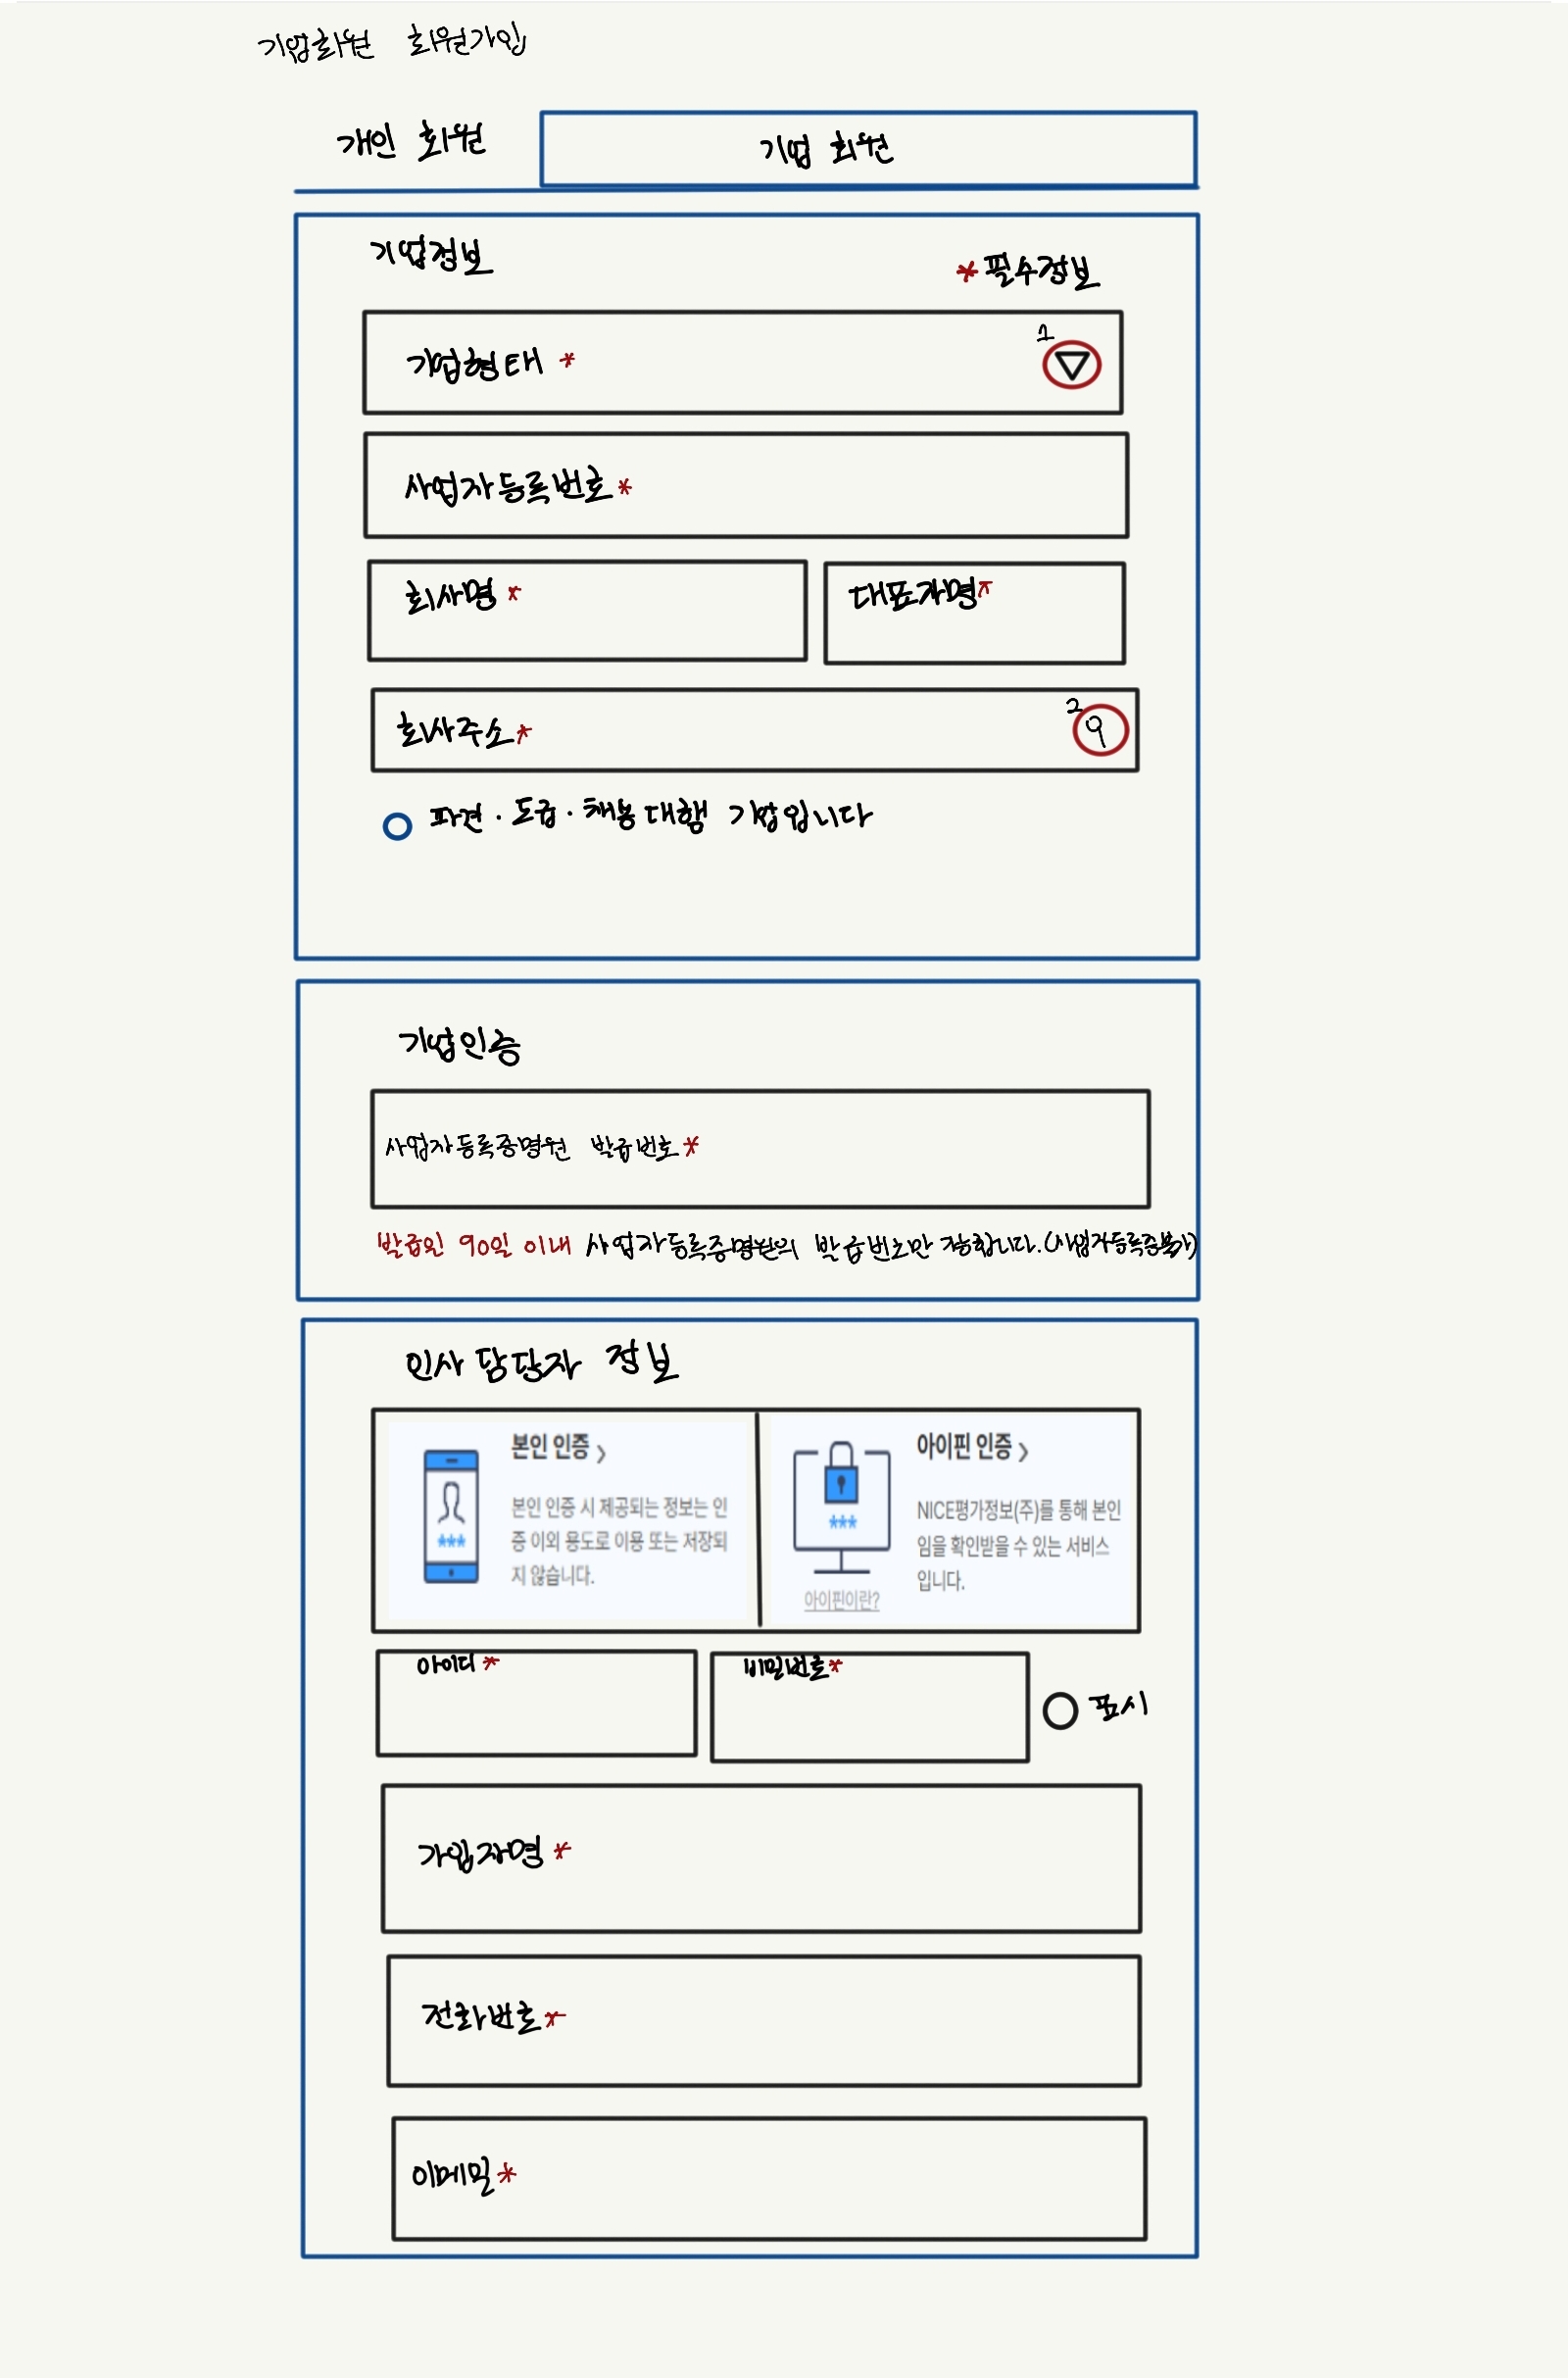 기업회원 회원가입
개인 회원
기업 회원
기업정보
* 필수정보
기업형태 *
1
사업자등록번호 *
회사명 *
대표자명 *
회사주소 *
2
파견 · 도급 · 채용 대행 기업입니다
기업인증
사업자등록증명원 발급번호 *
발급일 90일 이내 사업자등록증명원의 발급번호만 가능합니다. (사업자등록증불가)
인사 담당자 정보
***
본인 인증 >
본인 인증 시 제공되는 정보는 인
증 이외 용도로 이용 또는 저장되
지 않습니다.
***
아이핀이란?
아이핀 인증 >
NICE평가정보(주)를 통해 본인
임을 확인받을 수 있는 서비스
입니다.
아이디 *
비밀번호 *
표시
가입자명 *
전화번호 *
이메일 *